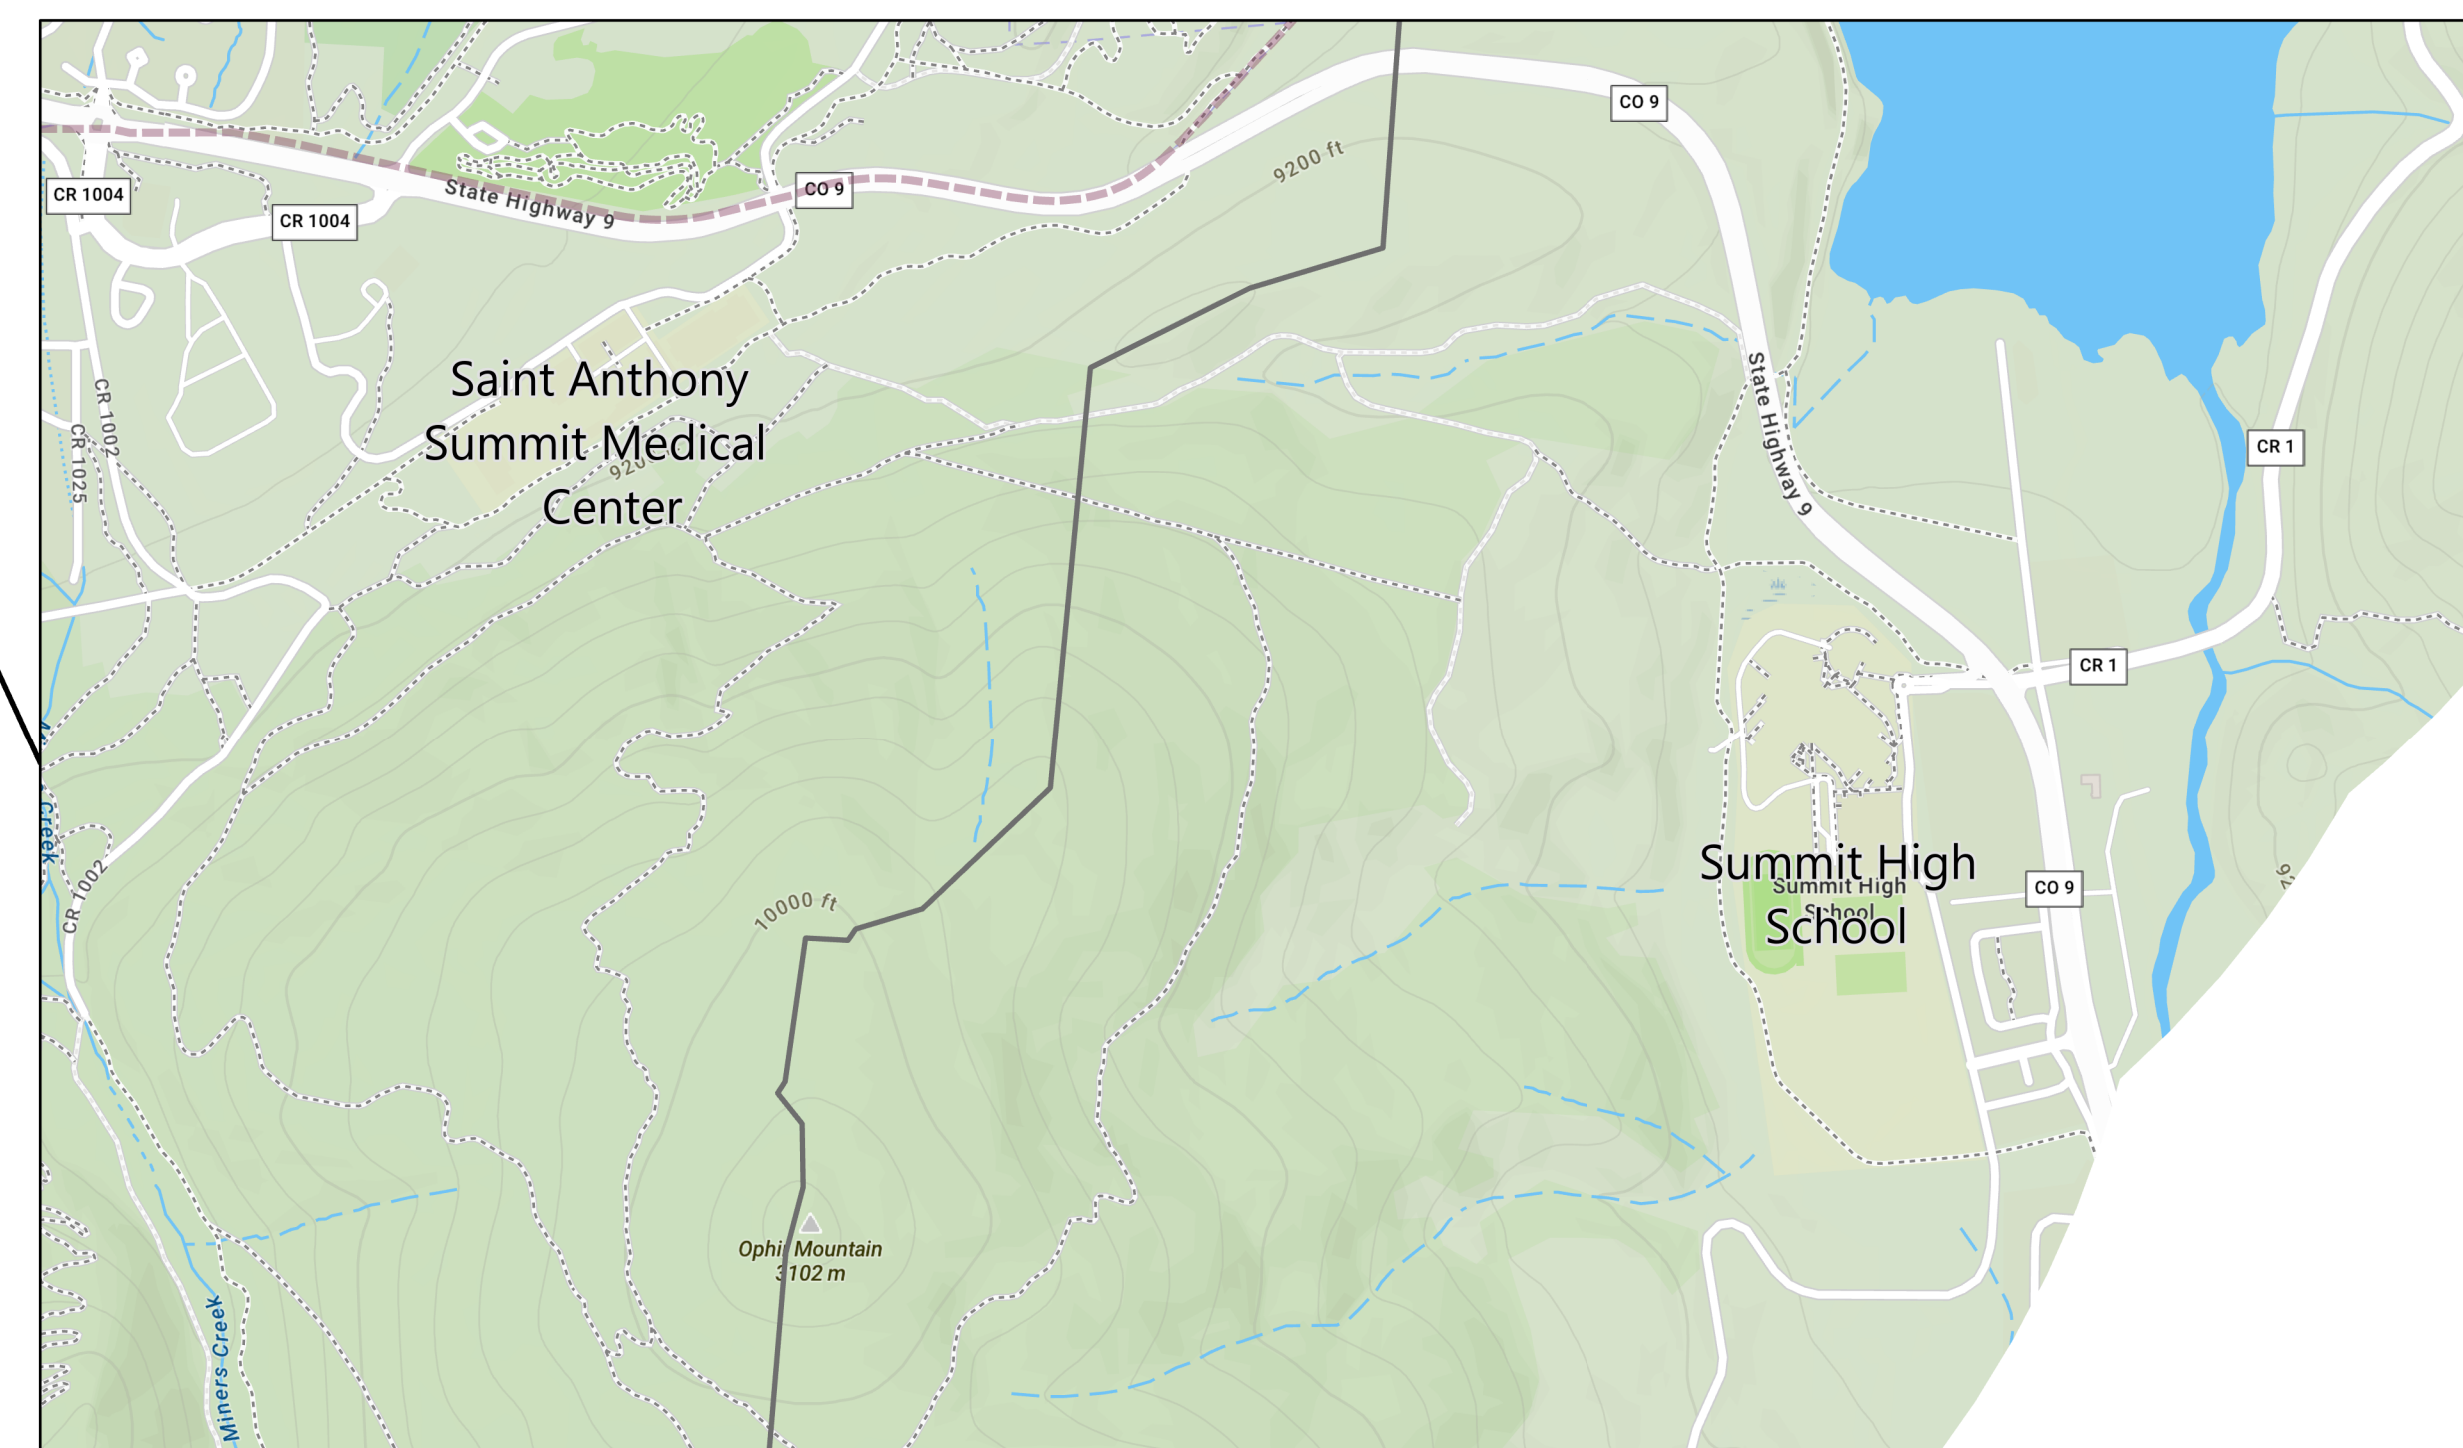 CO 9
9200 ft
CR 1004
CO 9
CR 1004
State Highway 9
State Highway 9
Saint Anthony
Summit Medical
Center
CR 1002
CR 1025
CR 1
CR 1
Creek
CR 1002
Summit High
School
Summit High
School
CO 9
10000 ft
Ophir Mountain
3102 m
Miners Creek